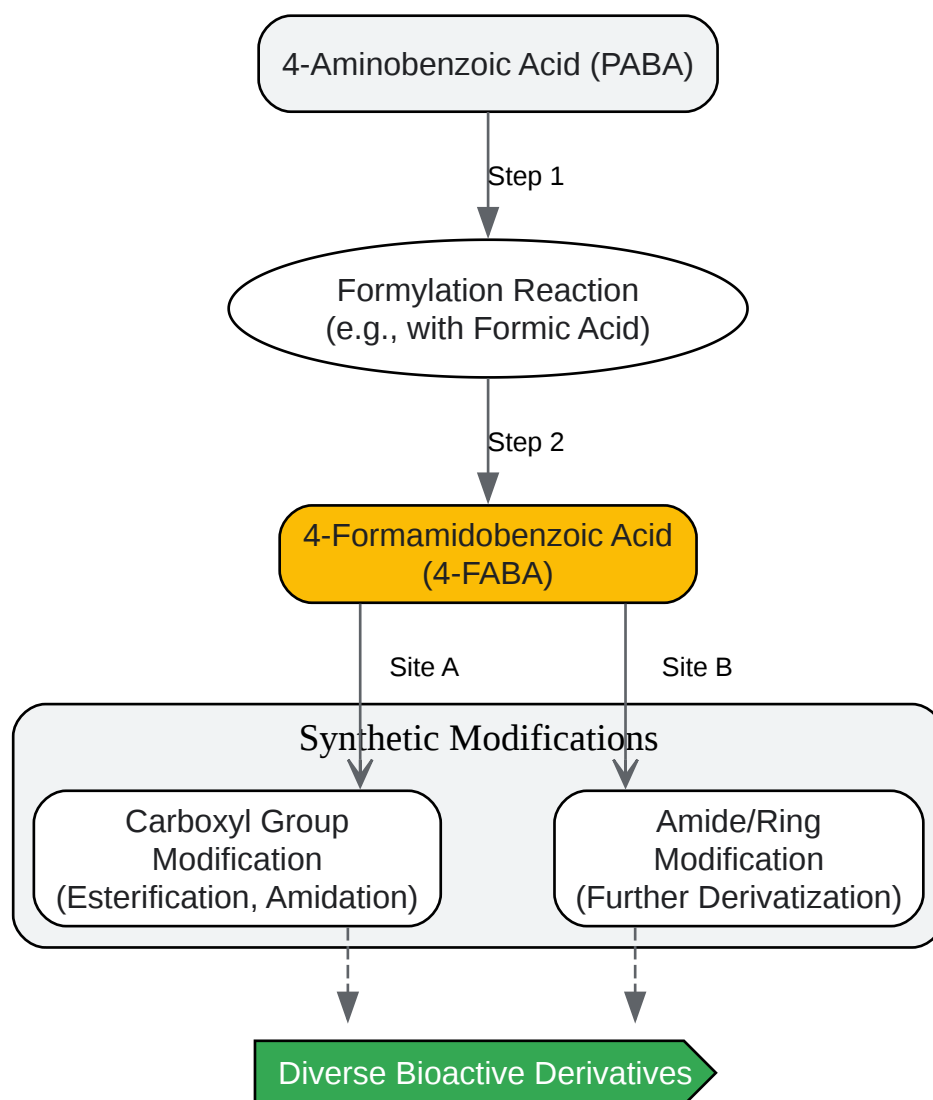 4-Aminobenzoic Acid (PABA)
Step 1
Formylation Reaction
(e.g., with Formic Acid)
Step 2
4-Formamidobenzoic Acid
(4-FABA)
Site A
Site B
Synthetic Modifications
Carboxyl Group
Modification
(Esterification, Amidation)
Amide/Ring
Modification
(Further Derivatization)
Diverse Bioactive Derivatives